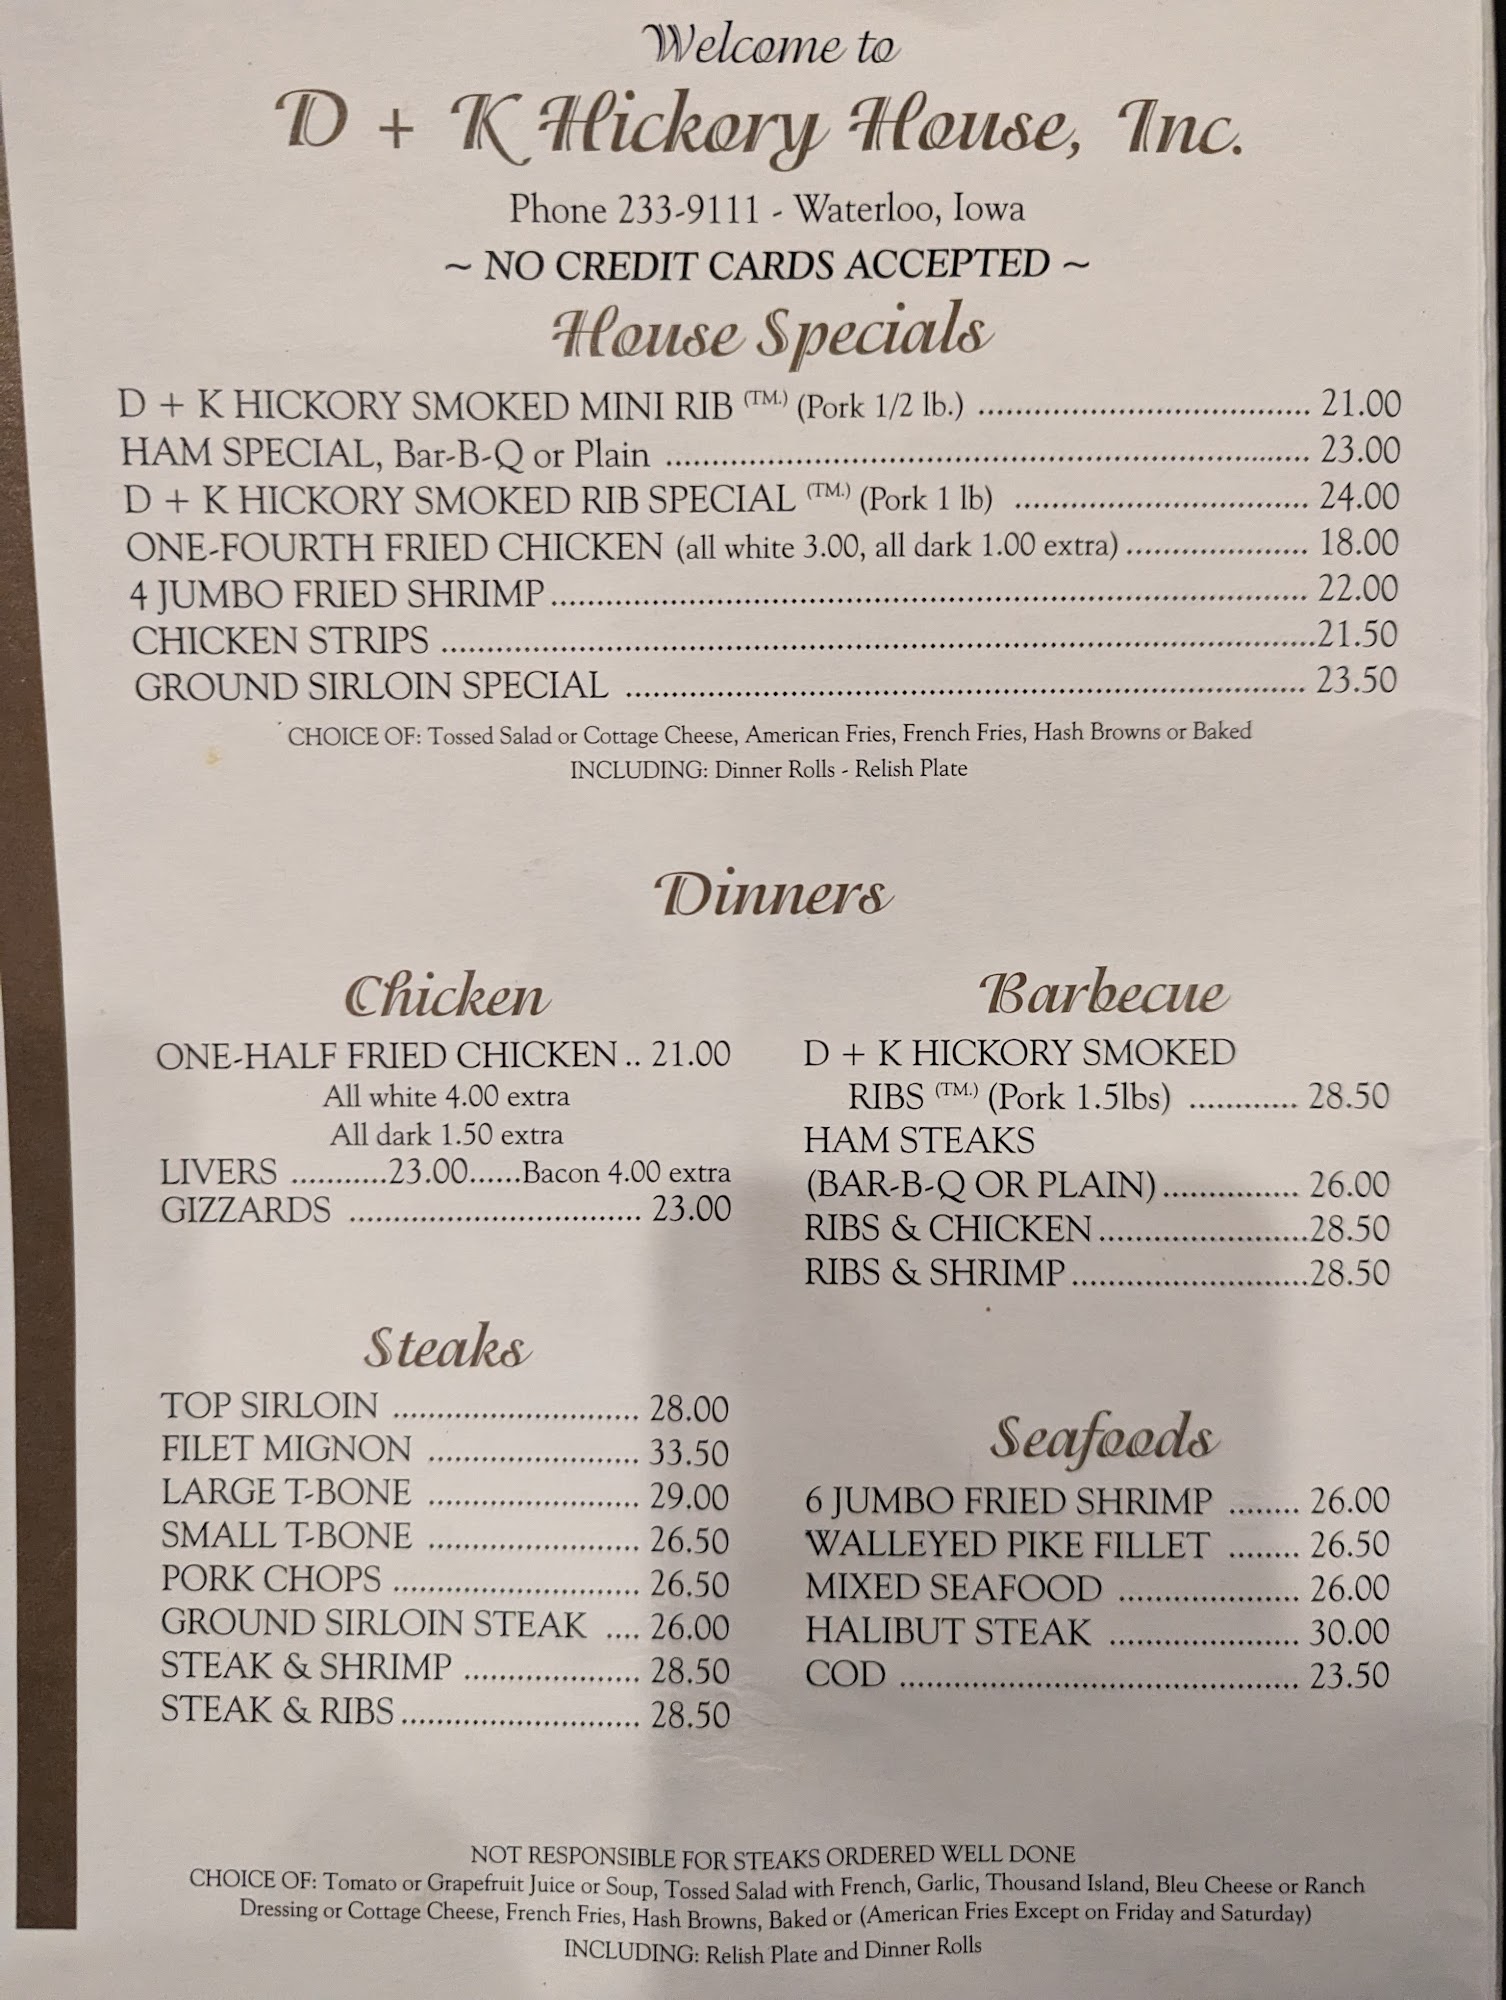 Welcome to
D + K Hickory House, Inc.
Phone 233-9111 - Waterloo, Iowa
~ NO CREDIT CARDS ACCEPTED ~
House Specials
D + K HICKORY SMOKED MINI RIB (TM.) (Pork 1/2 lb.) .................................... 21.00
HAM SPECIAL, Bar-B-Q or Plain ....................................................................... 23.00
D + K HICKORY SMOKED RIB SPECIAL (TM.) (Pork 1 lb) ................................ 24.00
ONE-FOURTH FRIED CHICKEN (all white 3.00, all dark 1.00 extra) .................... 18.00
4 JUMBO FRIED SHRIMP ................................................................................... 22.00
CHICKEN STRIPS ................................................................................................21.50
GROUND SIRLOIN SPECIAL ........................................................................... 23.50
CHOICE OF: Tossed Salad or Cottage Cheese, American Fries, French Fries, Hash Browns or Baked
INCLUDING: Dinner Rolls - Relish Plate
Dinners
Chicken
ONE-HALF FRIED CHICKEN .. 21.00
All white 4.00 extra
All dark 1.50 extra
LIVERS ...........23.00......Bacon 4.00 extra
GIZZARDS ................................. 23.00
Steaks
TOP SIRLOIN ............................ 28.00
FILET MIGNON ........................ 33.50
LARGE T-BONE ........................ 29.00
SMALL T-BONE ........................ 26.50
PORK CHOPS ............................ 26.50
GROUND SIRLOIN STEAK .... 26.00
STEAK & SHRIMP .................... 28.50
STEAK & RIBS ........................... 28.50
Barbecue
D + K HICKORY SMOKED
RIBS (TM.) (Pork 1.5lbs) ............ 28.50
HAM STEAKS
(BAR-B-Q OR PLAIN) ............... 26.00
RIBS & CHICKEN .......................28.50
RIBS & SHRIMP ..........................28.50
Seafoods
6 JUMBO FRIED SHRIMP ........ 26.00
WALLEYED PIKE FILLET ........ 26.50
MIXED SEAFOOD .................... 26.00
HALIBUT STEAK ..................... 30.00
COD ............................................ 23.50
NOT RESPONSIBLE FOR STEAKS ORDERED WELL DONE
CHOICE OF: Tomato or Grapefruit Juice or Soup, Tossed Salad with French, Garlic, Thousand Island, Bleu Cheese or Ranch
Dressing or Cottage Cheese, French Fries, Hash Browns, Baked or (American Fries Except on Friday and Saturday)
INCLUDING: Relish Plate and Dinner Rolls